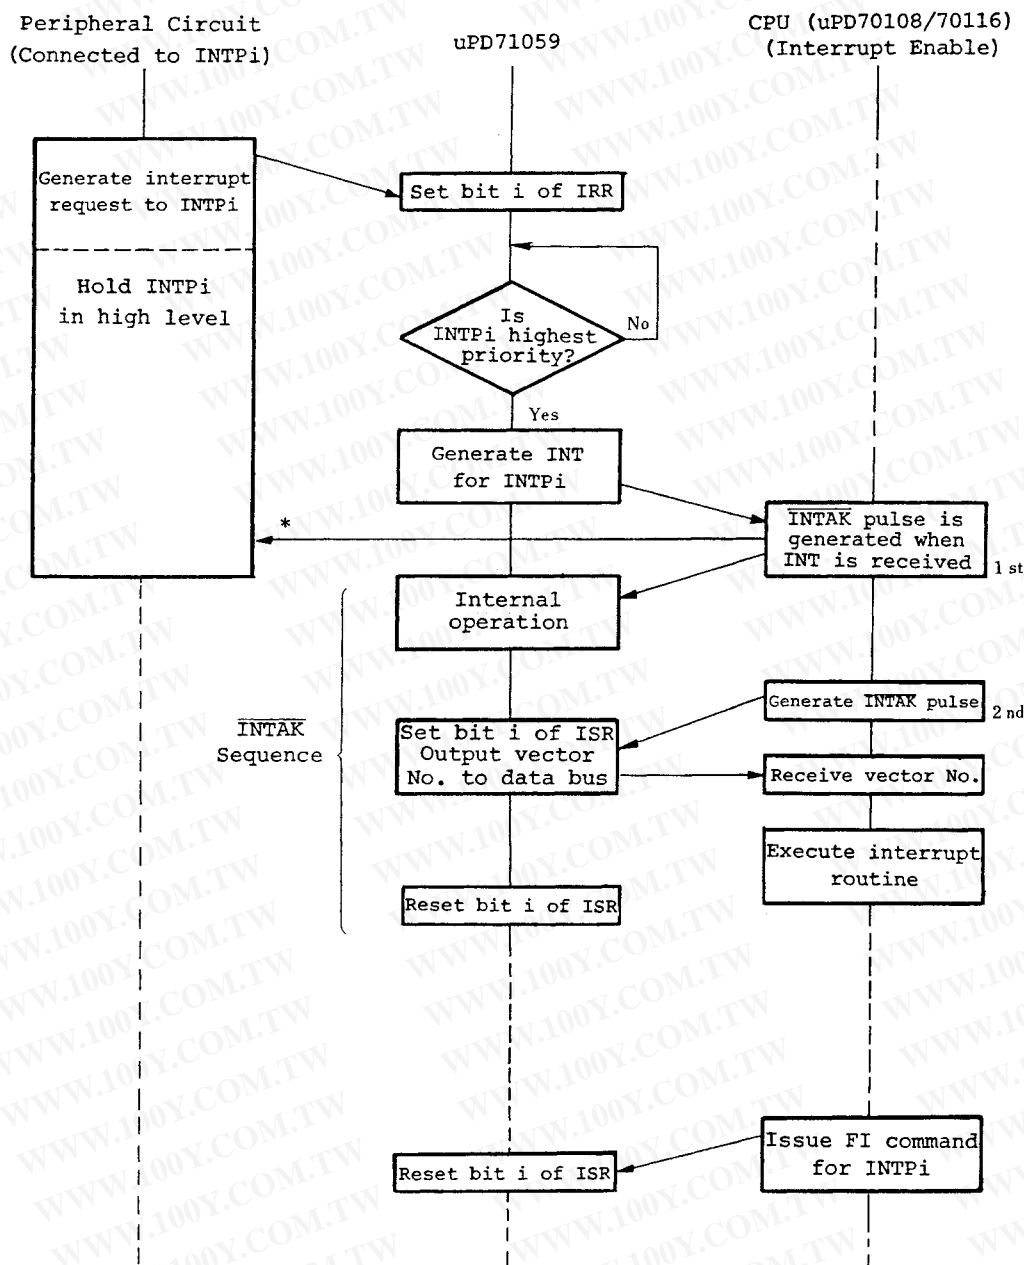 Peripheral Circuit
(Connected to INTPi)
uPD71059
CPU (uPD70108/70116)
(Interrupt Enable)
Generate interrupt
request to INTPi
Hold INTPi
in high level
Set bit i of IRR
Is
INTPi highest
priority?
No
Yes
Generate INT
for INTPi
*
INTAK pulse is
generated when
INT is received
1 st
Internal
operation
INTAK
Sequence
Generate INTAK pulse
2 nd
Set bit i of ISR
Output vector
No. to data bus
Receive vector No.
Execute interrupt
routine
Reset bit i of ISR
Issue FI command
for INTPi
Reset bit i of ISR
WWW.100Y.COM.TW